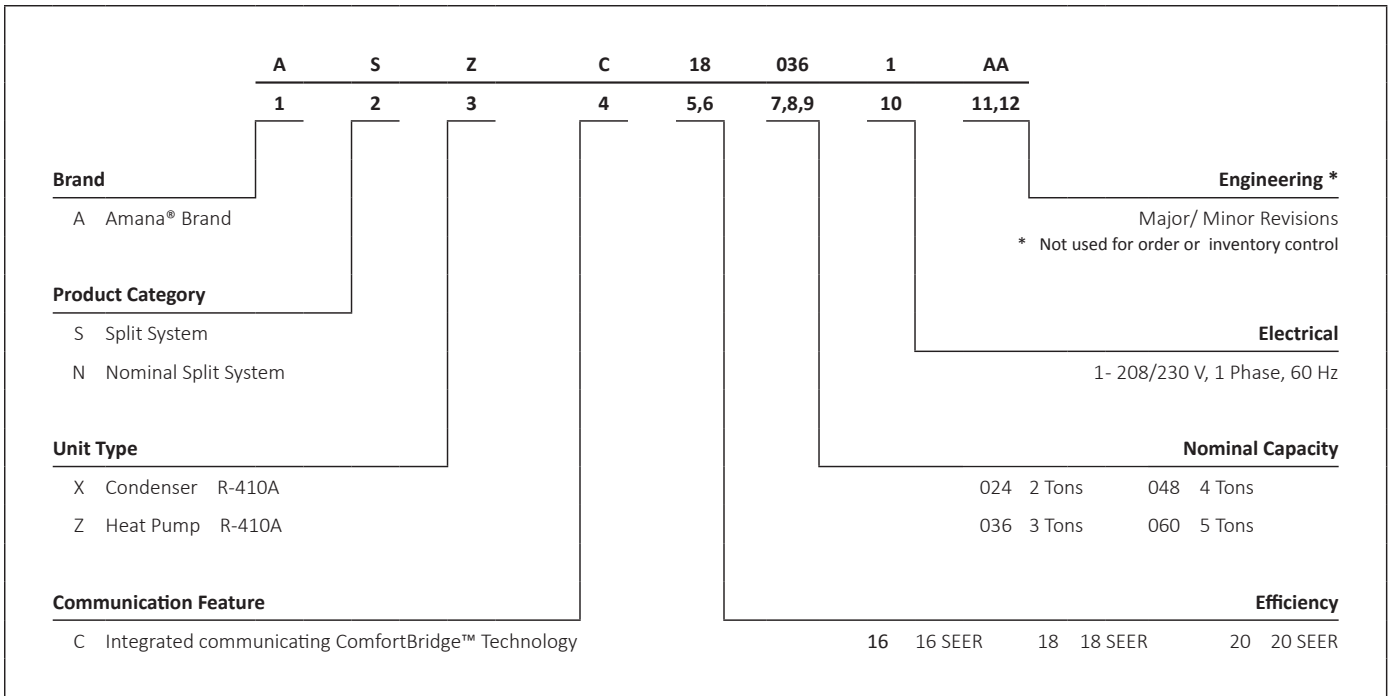 A S Z C 18 036 1 AA
1 2 3 4 5,6 7,8,9 10 11,12
Brand
A Amana® Brand
Engineering *
Major/ Minor Revisions
* Not used for order or inventory control
Product Category
S Split System
N Nominal Split System
Electrical
1- 208/230 V, 1 Phase, 60 Hz
Unit Type
X Condenser R-410A
Z Heat Pump R-410A
Nominal Capacity
024 2 Tons 048 4 Tons
036 3 Tons 060 5 Tons
Communication Feature
C Integrated communicating ComfortBridge™ Technology
Efficiency
16 16 SEER 18 18 SEER 20 20 SEER